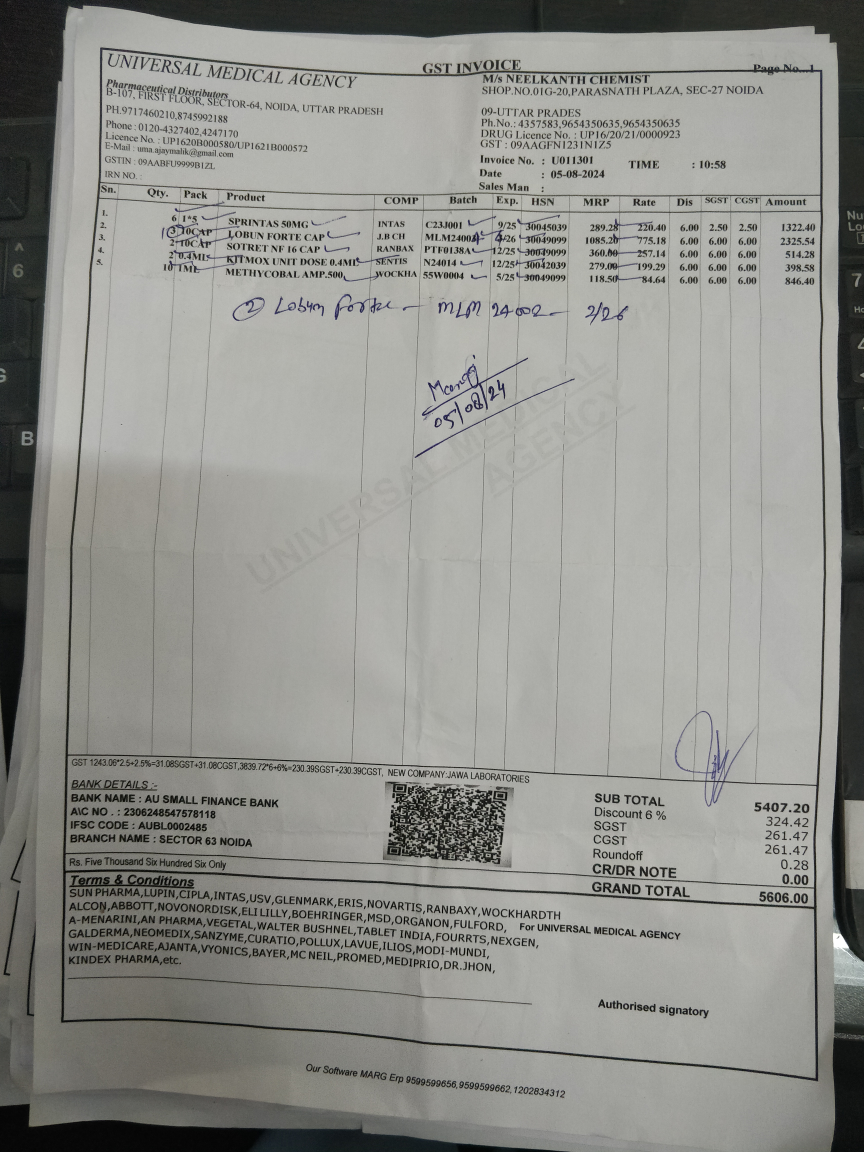 GST INVOICE
Page No...1
UNIVERSAL MEDICAL AGENCY
Pharmaceutical Distributors
B-107, FIRST FLOOR, SECTOR-64, NOIDA, UTTAR PRADESH
PH.9717460210,8745992188
Phone : 0120-4327402,4247170
Licence No. : UP1620B000580/UP1621B000572
E-Mail : uma.ajaymalik@gmail.com
GSTIN : 09AABFU9999B1ZL
IRN NO. :
M/s NEELKANTH CHEMIST
SHOP.NO.01G-20,PARASNATH PLAZA, SEC-27 NOIDA
09-UTTAR PRADES
Ph.No.: 4357583,9654350635,9654350635
DRUG Licence No.: UP16/20/21/0000923
GST : 09AAGFN1231N1Z5
Invoice No. : U011301 TIME : 10:58
Date : 05-08-2024
Sales Man :
Sn. Qty. Pack Product COMP Batch Exp. HSN MRP Rate Dis SGST CGST Amount
1. 6 1*5 SPRINTAS 50MG INTAS C23J001 9/25 30045039 289.28 220.40 6.00 2.50 2.50 1322.40
2. 3 10CAP LOBUN FORTE CAP J.B CH MLM24004 4/26 30049099 1085.20 775.18 6.00 6.00 6.00 2325.54
3. 2 10CAP SOTRET NF 16 CAP RANBAX PTF0138A 12/25 30049099 360.00 257.14 6.00 6.00 6.00 514.28
4. 2 0.4ML KITMOX UNIT DOSE 0.4ML SENTIS N24014 12/25 30042039 279.00 199.29 6.00 6.00 6.00 398.58
5. 10 1ML METHYCOBAL AMP.500 WOCKHA 55W0004 5/25 30049099 118.50 84.64 6.00 6.00 6.00 846.40
② Lobun Forte - MLM 24002 - 2/26
05/08/24
UNIVERSAL MEDICAL AGENCY
GST 1243.06*2.5+2.5%=31.08SGST+31.08CGST,3839.72*6+6%=230.39SGST+230.39CGST, NEW COMPANY:JAWA LABORATORIES
BANK DETAILS :-
BANK NAME : AU SMALL FINANCE BANK
A\C NO . : 2306248547578118
IFSC CODE : AUBL0002485
BRANCH NAME : SECTOR 63 NOIDA
Rs. Five Thousand Six Hundred Six Only
SUB TOTAL 5407.20
Discount 6 % 324.42
SGST 261.47
CGST 261.47
Roundoff 0.28
CR/DR NOTE 0.00
GRAND TOTAL 5606.00
Terms & Conditions
SUN PHARMA,LUPIN,CIPLA,INTAS,USV,GLENMARK,ERIS,NOVARTIS,RANBAXY,WOCKHARDTH
ALCON,ABBOTT,NOVONORDISK,ELI LILLY,BOEHRINGER,MSD,ORGANON,FULFORD,
A-MENARINI,AN PHARMA,VEGETAL,WALTER BUSHNEL,TABLET INDIA,FOURRTS,NEXGEN,
GALDERMA,NEOMEDIX,SANZYME,CURATIO,POLLUX,LAVUE,ILIOS,MODI-MUNDI,
WIN-MEDICARE,AJANTA,VYONICS,BAYER,MC NEIL,PROMED,MEDIPRIO,DR.JHON,
KINDEX PHARMA,etc.
For UNIVERSAL MEDICAL AGENCY
Authorised signatory
Our Software MARG Erp 9599599656,9599599662,1202834312